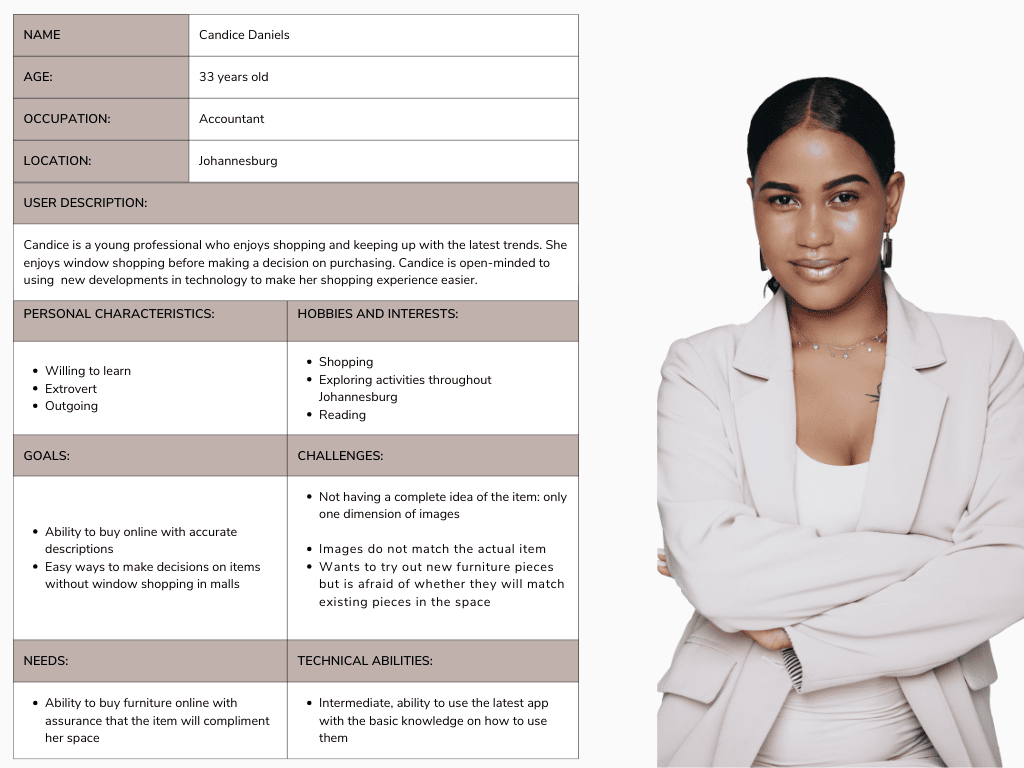 NAME
Candice Daniels
AGE:
33 years old
OCCUPATION:
Accountant
LOCATION:
Johannesburg
USER DESCRIPTION:
Candice is a young professional who enjoys shopping and keeping up with the latest trends. She
enjoys window shopping before making a decision on purchasing. Candice is open-minded to
using  new developments in technology to make her shopping experience easier.
PERSONAL CHARACTERISTICS:
• Willing to learn
• Extrovert
• Outgoing
HOBBIES AND INTERESTS:
• Shopping
• Exploring activities throughout
Johannesburg
• Reading
GOALS:
• Ability to buy online with accurate
descriptions
• Easy ways to make decisions on items
without window shopping in malls
CHALLENGES:
• Not having a complete idea of the item: only
one dimension of images
• Images do not match the actual item
• Wants to try out new furniture pieces
but is afraid of whether they will match
existing pieces in the space
NEEDS:
• Ability to buy furniture online with
assurance that the item will compliment
her space
TECHNICAL ABILITIES:
• Intermediate, ability to use the latest app
with the basic knowledge on how to use
them